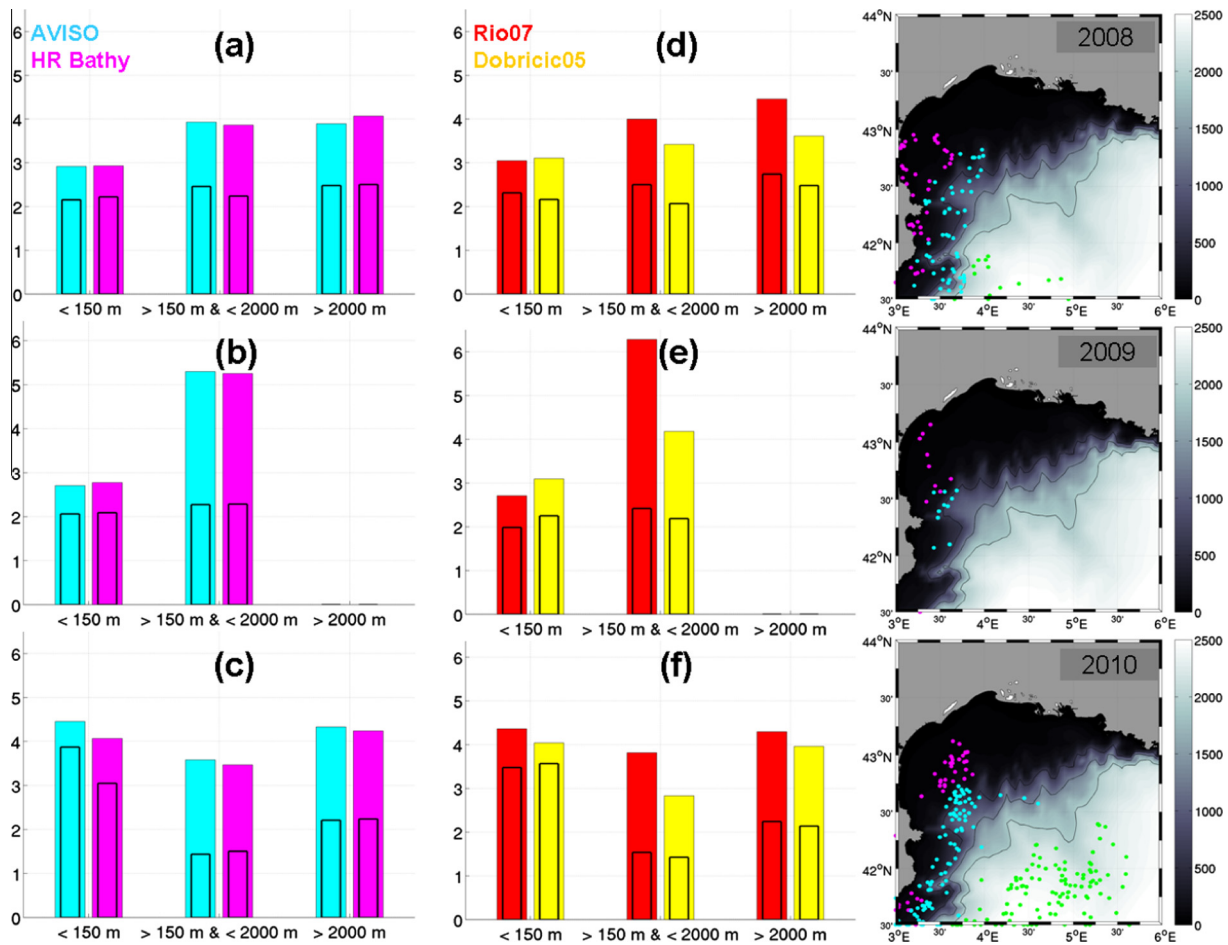 AVISO
HR Bathy
(a)
6
5
4
3
2
1
0
< 150 m > 150 m & < 2000 m > 2000 m
Rio07
Dobricic05
(d)
6
5
4
3
2
1
0
< 150 m > 150 m & < 2000 m > 2000 m
2008
44°N
30'
43°N
30'
42°N
30'
3°E 30' 4°E 30' 5°E 30' 6°E
2500
2000
1500
1000
500
0
(b)
6
5
4
3
2
1
0
< 150 m > 150 m & < 2000 m > 2000 m
(e)
6
5
4
3
2
1
0
< 150 m > 150 m & < 2000 m > 2000 m
2009
44°N
30'
43°N
30'
42°N
30'
3°E 30' 4°E 30' 5°E 30' 6°E
2500
2000
1500
1000
500
0
(c)
6
5
4
3
2
1
0
< 150 m > 150 m & < 2000 m > 2000 m
(f)
6
5
4
3
2
1
0
< 150 m > 150 m & < 2000 m > 2000 m
2010
44°N
30'
43°N
30'
42°N
30'
3°E 30' 4°E 30' 5°E 30' 6°E
2500
2000
1500
1000
500
0